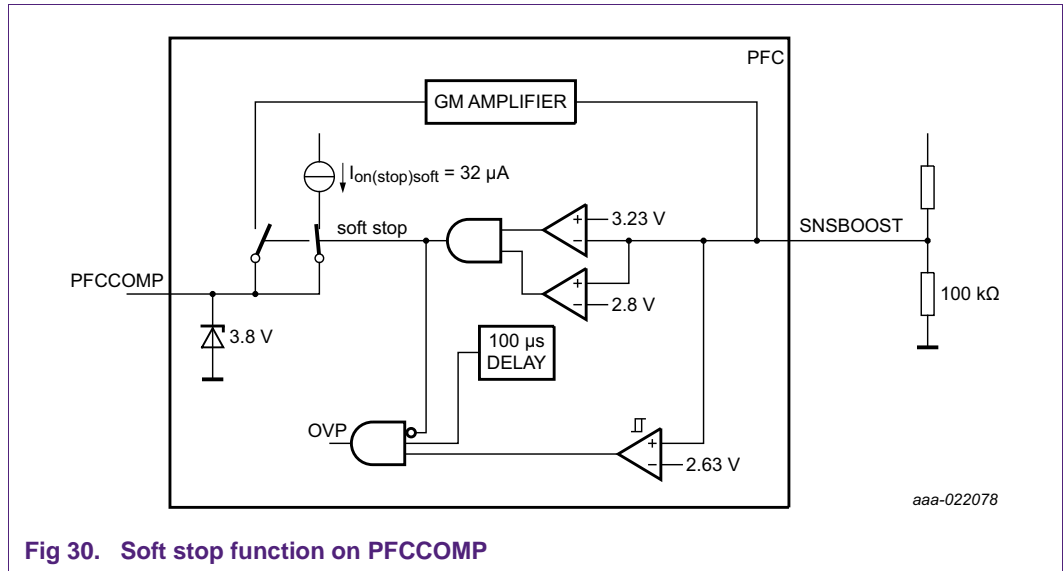 PFC
GM AMPLIFIER
Ion(stop)soft = 32 µA
soft stop
3.23 V
SNSBOOST
PFCCOMP
2.8 V
100 kΩ
3.8 V
100 µs
DELAY
OVP
2.63 V
aaa-022078
Fig 30. Soft stop function on PFCCOMP